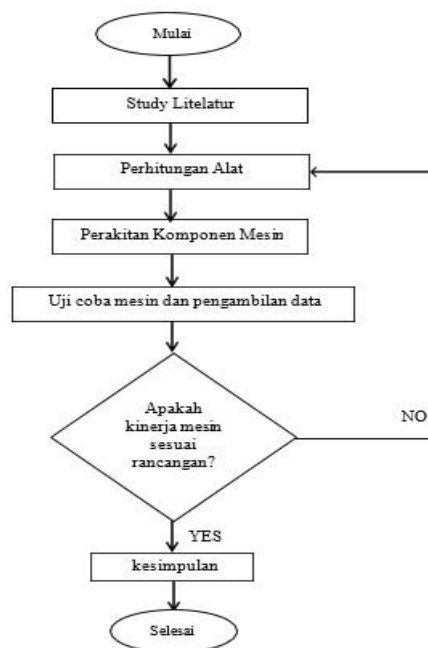 Mulai
Study Litelatur
Perhitungan Alat
Perakitan Komponen Mesin
Uji coba mesin dan pengambilan data
Apakah
kinerja mesin
sesuai
rancangan?
NO
YES
kesimpulan
Selesai